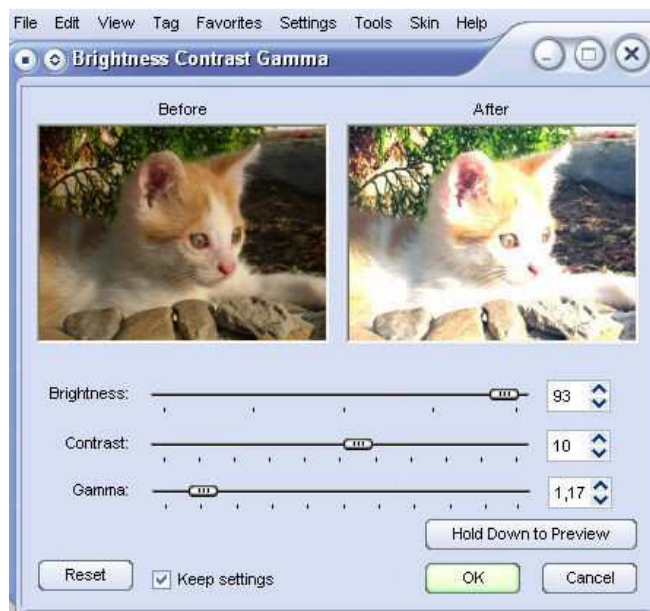 File Edit View Tag Favorites Settings Tools Skin Help
Brightness Contrast Gamma
Before After
Brightness: 93
Contrast: 10
Gamma: 1,17
Hold Down to Preview
Reset Keep settings OK Cancel